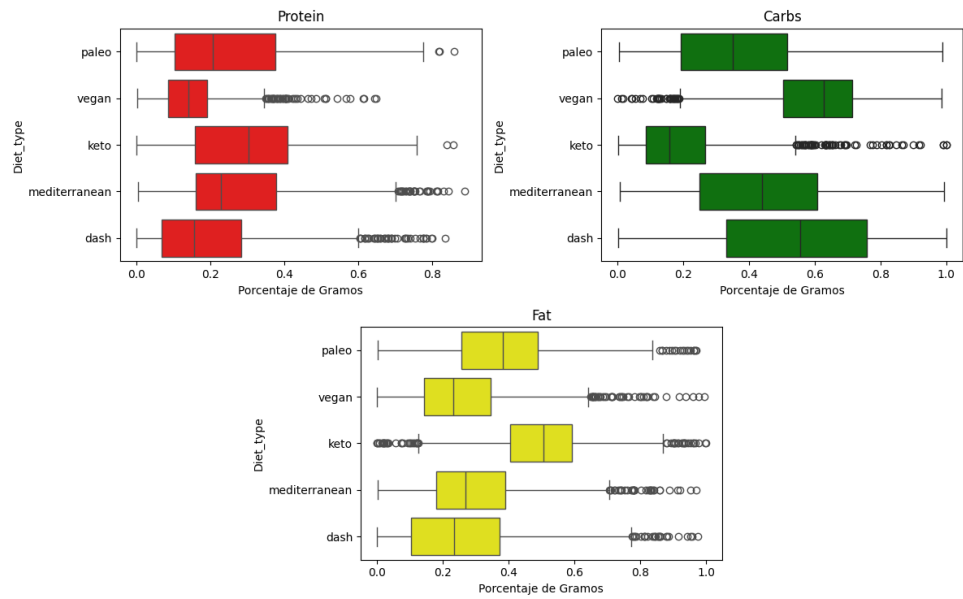 Protein
Diet_type
paleo
vegan
keto
mediterranean
dash
0.0 0.2 0.4 0.6 0.8
Porcentaje de Gramos
Carbs
Diet_type
paleo
vegan
keto
mediterranean
dash
0.0 0.2 0.4 0.6 0.8 1.0
Porcentaje de Gramos
Fat
Diet_type
paleo
vegan
keto
mediterranean
dash
0.0 0.2 0.4 0.6 0.8 1.0
Porcentaje de Gramos